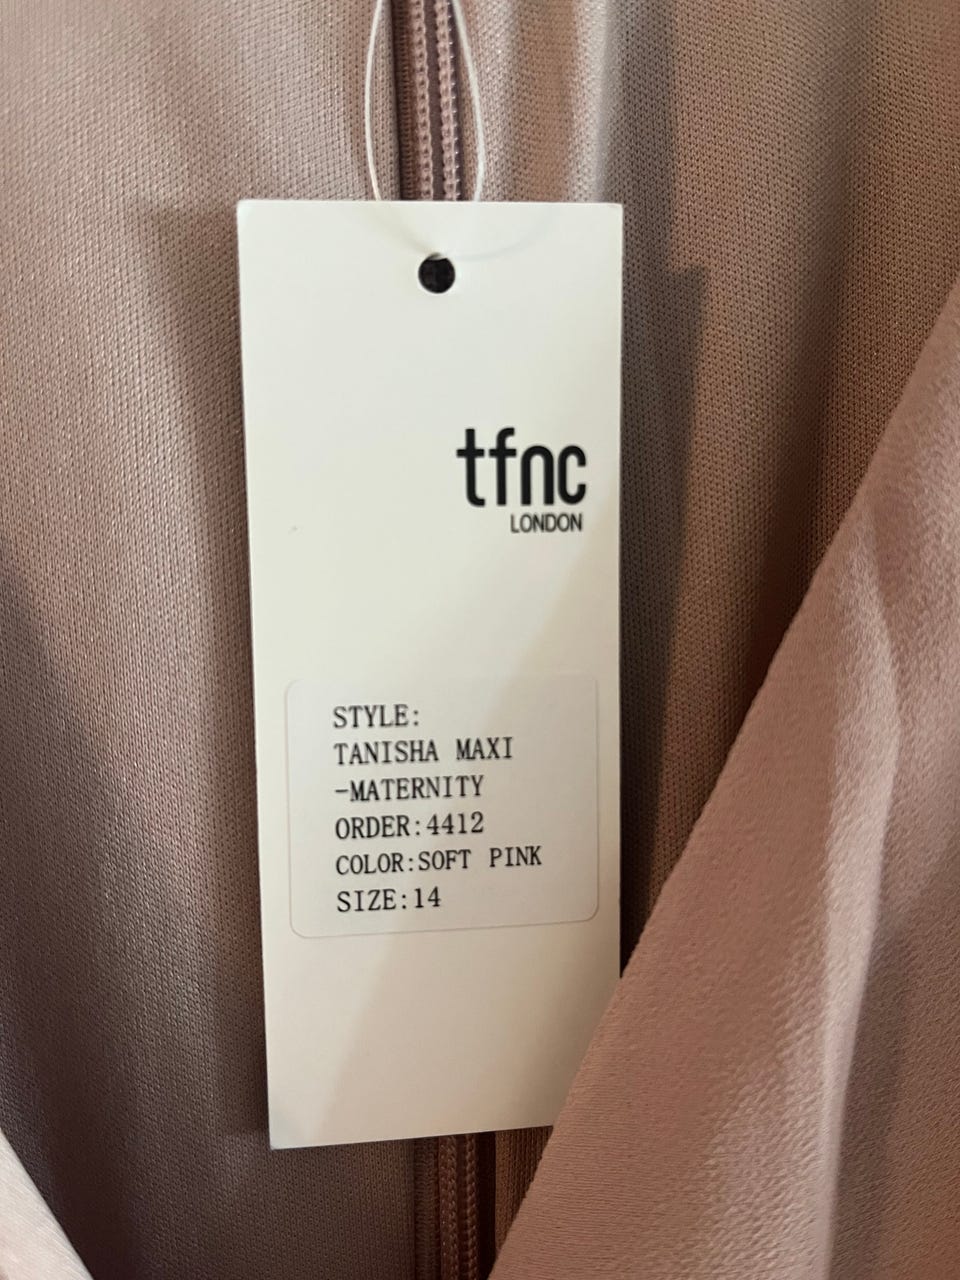 tfnc
LONDON
STYLE:
TANISHA MAXI
-MATERNITY
ORDER:4412
COLOR:SOFT PINK
SIZE:14